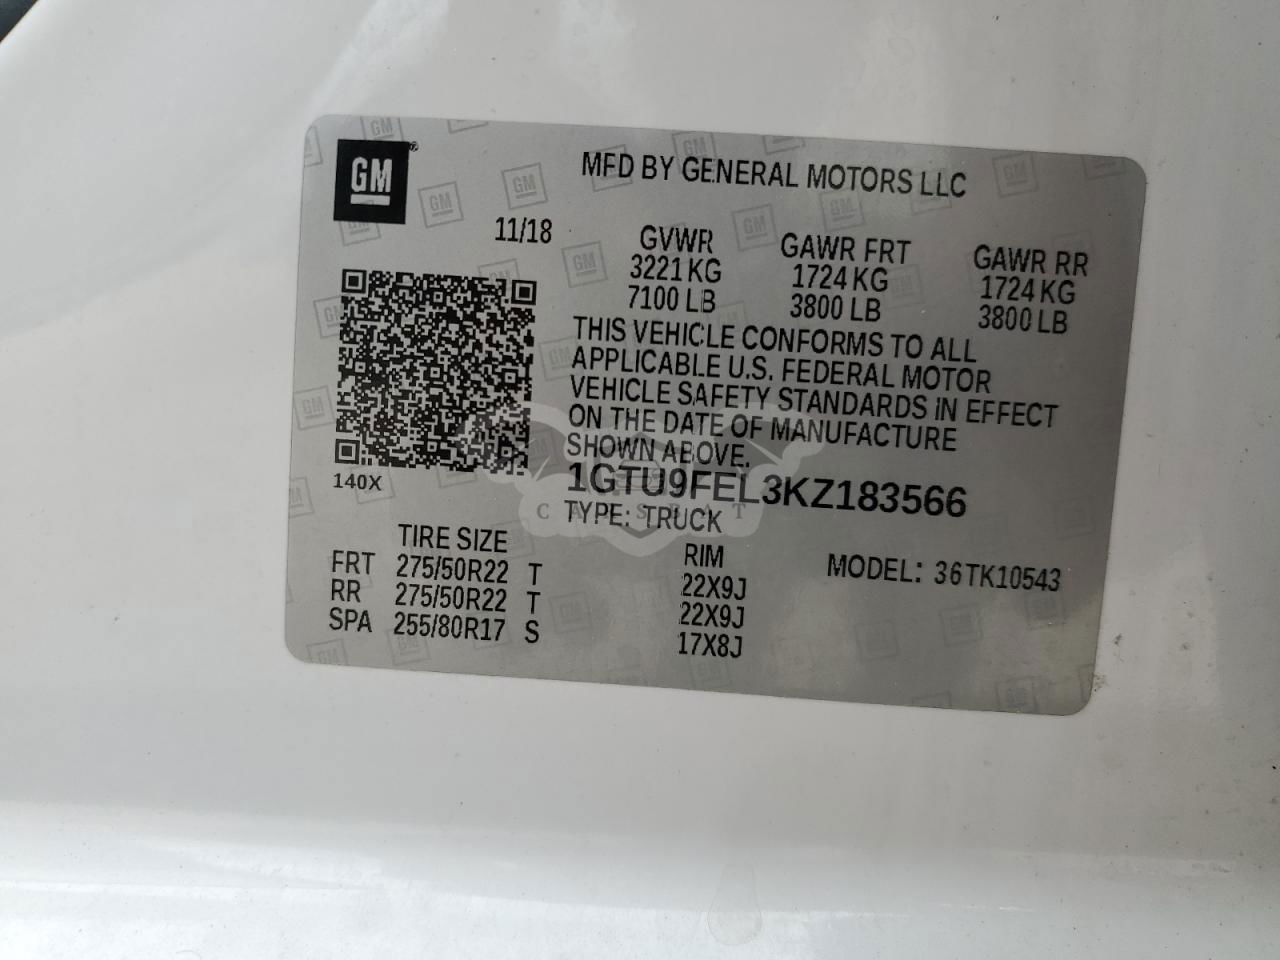 GM
MFD BY GENERAL MOTORS LLC
11/18
GVWR GAWR FRT GAWR RR
3221 KG 1724 KG 1724 KG
7100 LB 3800 LB 3800 LB
THIS VEHICLE CONFORMS TO ALL
APPLICABLE U.S. FEDERAL MOTOR
VEHICLE SAFETY STANDARDS IN EFFECT
ON THE DATE OF MANUFACTURE
SHOWN ABOVE.
140X
1GTU9FEL3KZ183566
TYPE: TRUCK
TIRE SIZE RIM MODEL: 36TK10543
FRT 275/50R22 T 22X9J
RR 275/50R22 T 22X9J
SPA 255/80R17 S 17X8J